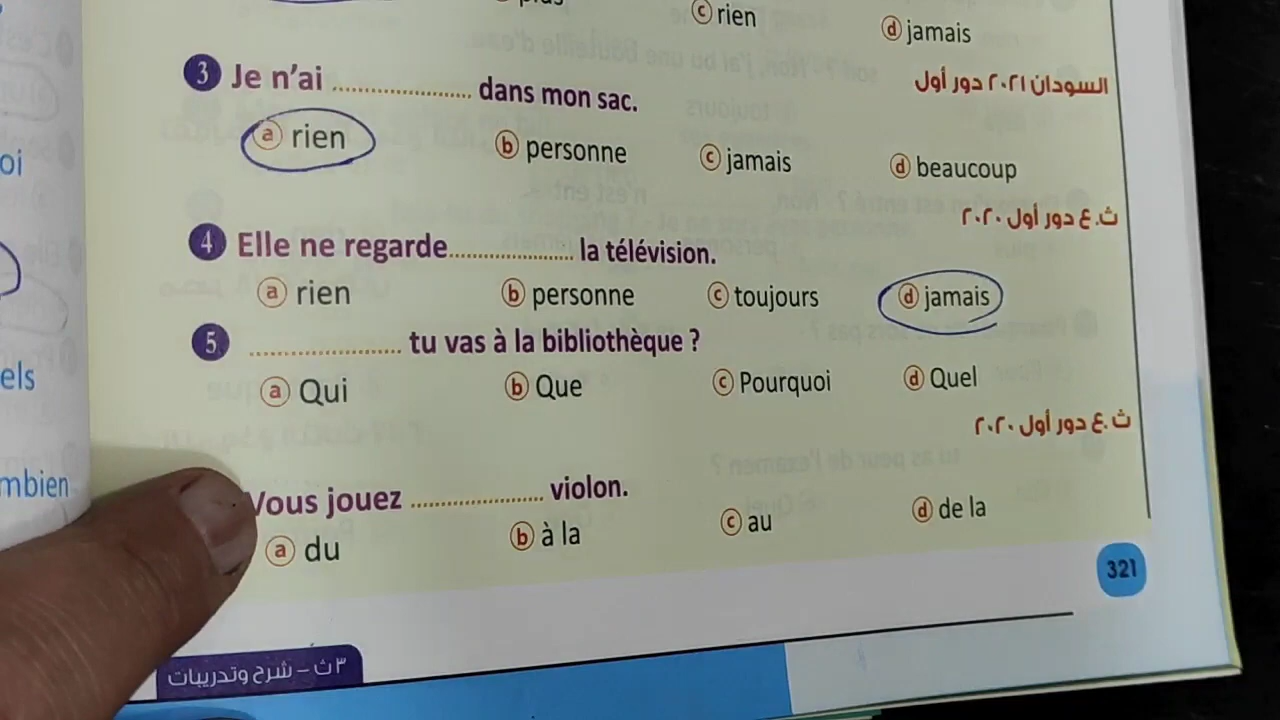 c rien
d jamais
3 Je n'ai ........................ dans mon sac.
السودان ٢٠٢١ دور أول
a rien b personne c jamais d beaucoup
ث.ع دور أول ٢٠٢٠
4 Elle ne regarde........................ la télévision.
a rien b personne c toujours d jamais
5 ........................ tu vas à la bibliothèque ?
a Qui b Que c Pourquoi d Quel
ث.ع دور أول ٢٠٢٠
Vous jouez ........................ violon.
a du b à la c au d de la
321
٣ث – شرح وتدريبات
oi
els
mbien